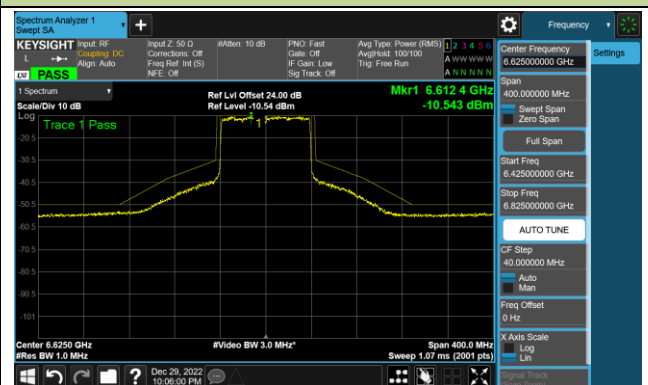 Spectrum Analyzer 1
Swept SA
Frequency
KEYSIGHT
Input: RF
Coupling: DC
Align: Auto
Input Z: 50 Ω
Corrections: Off
Freq Ref: Int (S)
NFE: Off
#Atten: 10 dB
PNO: Fast
Gate: Off
IF Gain: Low
Sig Track: Off
Avg Type: Power (RMS)
Avg|Hold: 100/100
Trig: Free Run
1 2 3 4 5 6
A W W W W W
A N N N N N
L
LXI
PASS
1 Spectrum
Scale/Div 10 dB
Ref Lvl Offset 24.00 dB
Ref Level -10.54 dBm
Mkr1 6.612 4 GHz
-10.543 dBm
Log
Trace 1 Pass
1
-20.5
-30.5
-40.5
-50.5
-60.5
-70.5
-80.5
-90.5
-101
Center 6.6250 GHz
#Res BW 1.0 MHz
#Video BW 3.0 MHz*
Span 400.0 MHz
Sweep 1.07 ms (2001 pts)
Dec 29, 2022
10:06:00 PM
Center Frequency
6.625000000 GHz
Settings
Span
400.000000 MHz
Swept Span
Zero Span
Full Span
Start Freq
6.425000000 GHz
Stop Freq
6.825000000 GHz
AUTO TUNE
CF Step
40.000000 MHz
Auto
Man
Freq Offset
0 Hz
X Axis Scale
Log
Lin
Signal Track